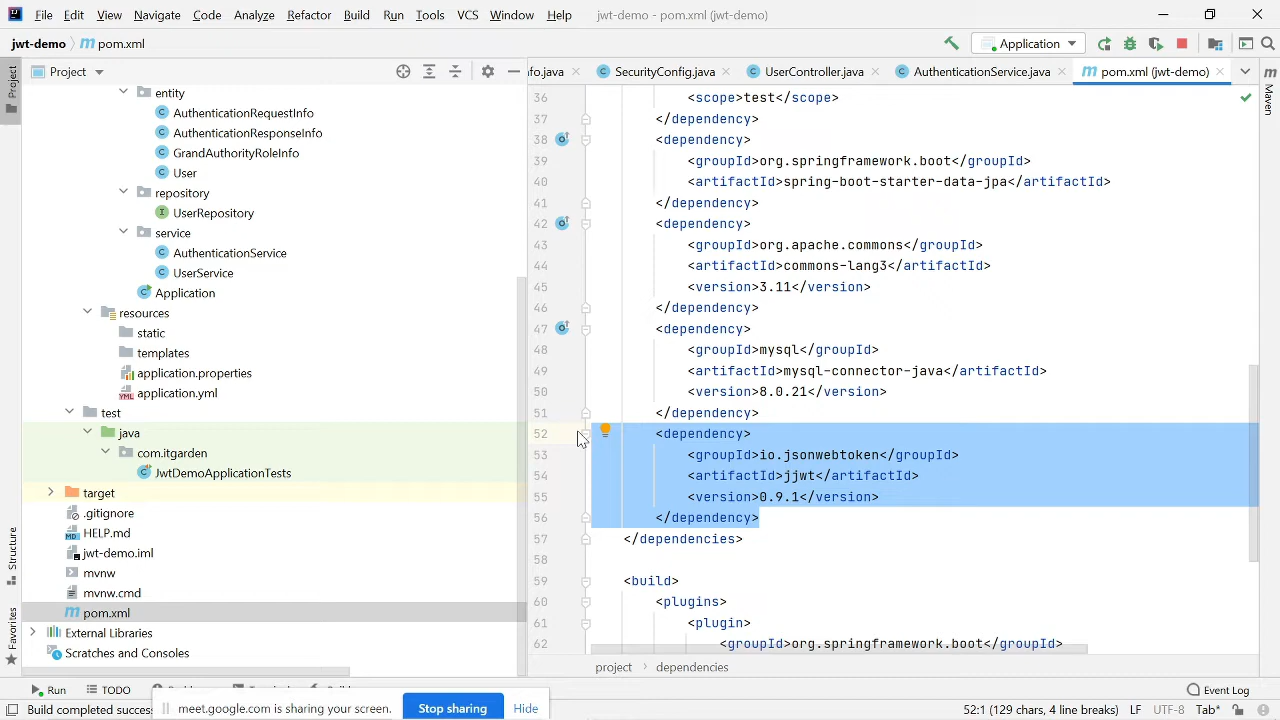 File Edit View Navigate Code Analyze Refactor Build Run Tools VCS Window Help jwt-demo - pom.xml (jwt-demo)
jwt-demo pom.xml Application
Project
fo.java SecurityConfig.java UserController.java AuthenticationService.java pom.xml (jwt-demo)
Project
Maven
Structure
Favorites
entity
AuthenticationRequestInfo
AuthenticationResponseInfo
GrandAuthorityRoleInfo
User
repository
UserRepository
service
AuthenticationService
UserService
Application
resources
static
templates
application.properties
application.yml
test
java
com.itgarden
JwtDemoApplicationTests
target
.gitignore
HELP.md
jwt-demo.iml
mvnw
mvnw.cmd
pom.xml
External Libraries
Scratches and Consoles
36 <scope>test</scope>
37 </dependency>
38 <dependency>
39 <groupId>org.springframework.boot</groupId>
40 <artifactId>spring-boot-starter-data-jpa</artifactId>
41 </dependency>
42 <dependency>
43 <groupId>org.apache.commons</groupId>
44 <artifactId>commons-lang3</artifactId>
45 <version>3.11</version>
46 </dependency>
47 <dependency>
48 <groupId>mysql</groupId>
49 <artifactId>mysql-connector-java</artifactId>
50 <version>8.0.21</version>
51 </dependency>
52 <dependency>
53 <groupId>io.jsonwebtoken</groupId>
54 <artifactId>jjwt</artifactId>
55 <version>0.9.1</version>
56 </dependency>
57 </dependencies>
58
59 <build>
60 <plugins>
61 <plugin>
62 <groupId>org.springframework.boot</groupId>
project dependencies
Run TODO Event Log
meet.google.com is sharing your screen. Stop sharing Hide
Build completed success 52:1 (129 chars, 4 line breaks) LF UTF-8 Tab*